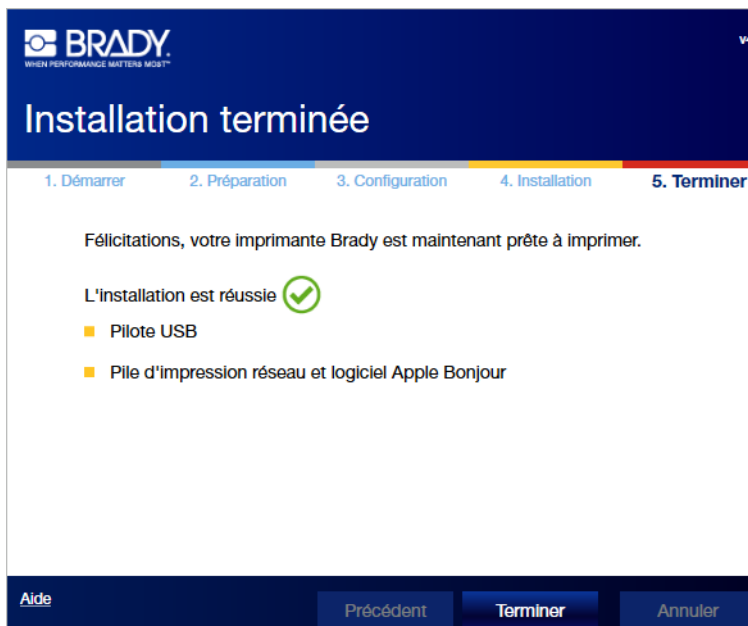 BRADY.
WHEN PERFORMANCE MATTERS MOST™
Installation terminée
1. Démarrer 2. Préparation 3. Configuration 4. Installation 5. Terminer
Félicitations, votre imprimante Brady est maintenant prête à imprimer.
L'installation est réussie
Pilote USB
Pile d'impression réseau et logiciel Apple Bonjour
Aide Précédent Terminer Annuler